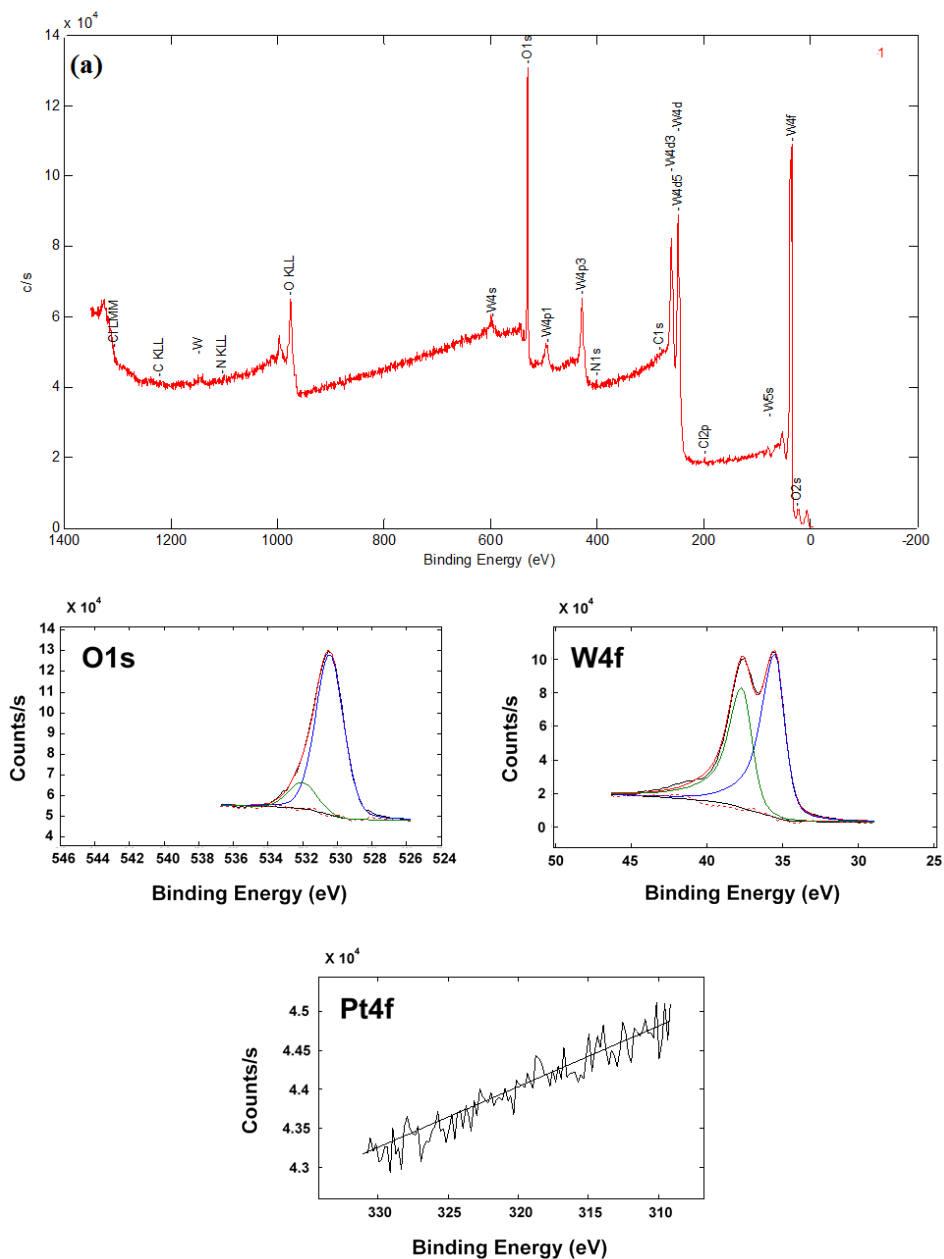 x 10⁴
(a)
1
14
12
10
8
6
4
2
0
c/s
Cl LMM
-C KLL
-W
-N KLL
-O KLL
-W4s
-O1s
-W4p1
-W4p3
-N1s
-C1s
-W4d3
-W4d5
-W4d
-Cl2p
-W5s
-W4f
-O2s
1400 1200 1000 800 600 400 200 0 -200
Binding Energy (eV)
X 10⁴
O1s
13
12
11
10
9
8
7
6
5
4
Counts/s
546 544 542 540 538 536 534 532 530 528 526 524
Binding Energy (eV)
X 10⁴
W4f
10
8
6
4
2
0
Counts/s
50 45 40 35 30 25
Binding Energy (eV)
X 10⁴
Pt4f
4.5
4.45
4.4
4.35
4.3
Counts/s
330 325 320 315 310
Binding Energy (eV)